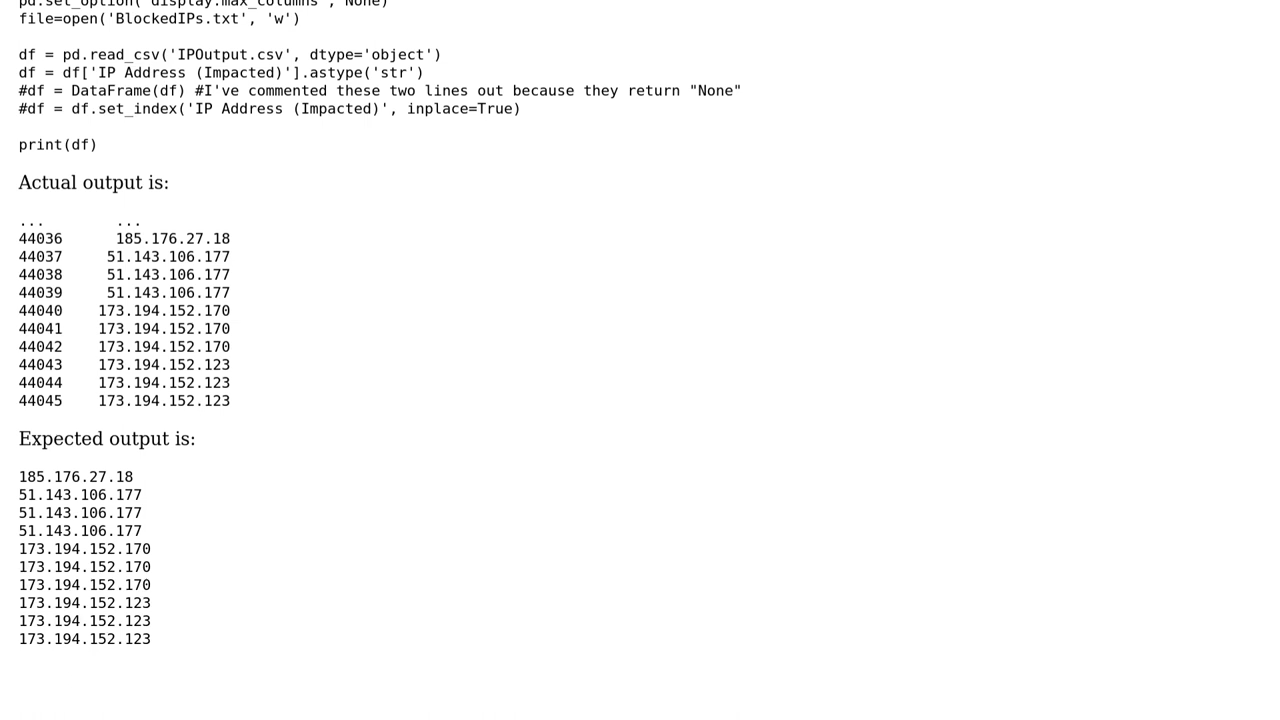 pd.set_option('display.max_columns', None)
file=open('BlockedIPs.txt', 'w')
df = pd.read_csv('IPOutput.csv', dtype='object')
df = df['IP Address (Impacted)'].astype('str')
#df = DataFrame(df) #I've commented these two lines out because they return "None"
#df = df.set_index('IP Address (Impacted)', inplace=True)
print(df)
Actual output is:
...        ...
44036      185.176.27.18
44037     51.143.106.177
44038     51.143.106.177
44039     51.143.106.177
44040    173.194.152.170
44041    173.194.152.170
44042    173.194.152.170
44043    173.194.152.123
44044    173.194.152.123
44045    173.194.152.123
Expected output is:
185.176.27.18
51.143.106.177
51.143.106.177
51.143.106.177
173.194.152.170
173.194.152.170
173.194.152.170
173.194.152.123
173.194.152.123
173.194.152.123